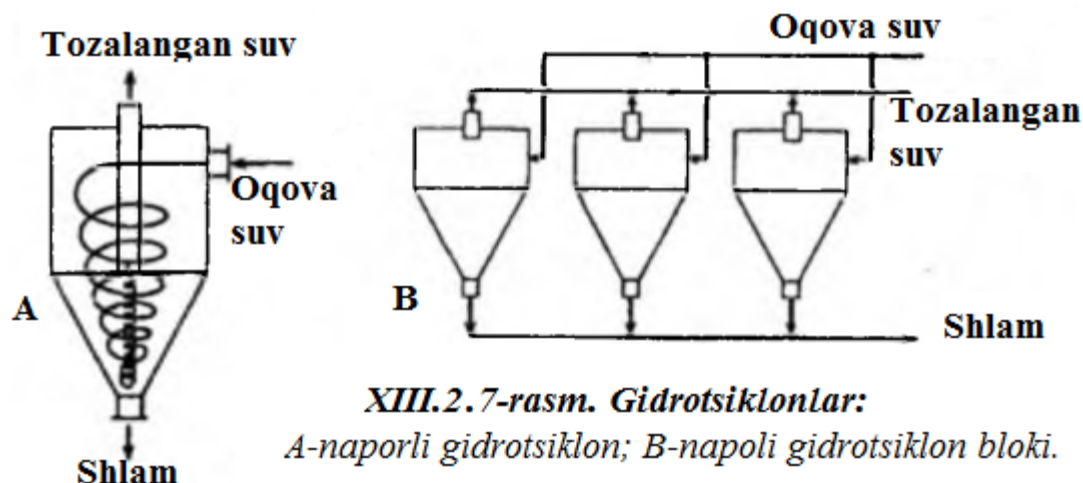 Tozalangan suv
Oqova
suv
A
Shlam
Oqova suv
Tozalangan
suv
B
Shlam
XIII.2.7-rasm. Gidrotsiklonlar:
A-naporli gidrotsiklon; B-napoli gidrotsiklon bloki.